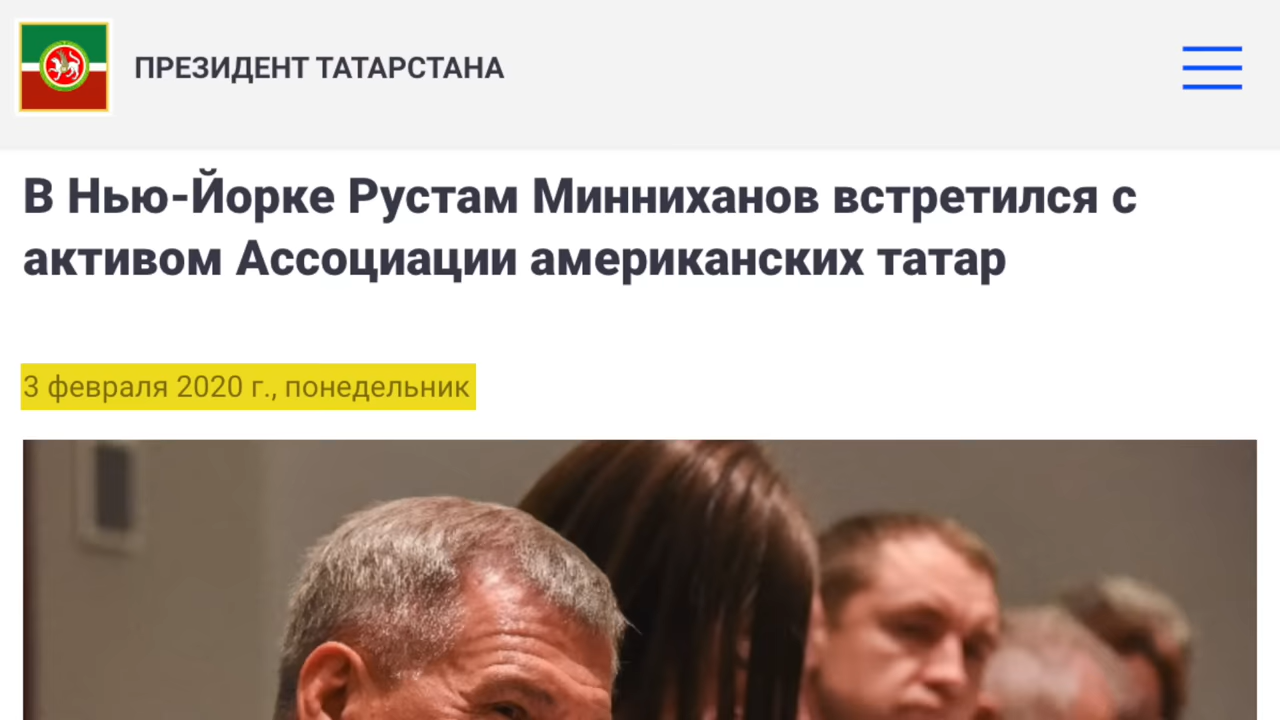 ПРЕЗИДЕНТ ТАТАРСТАНА
В Нью-Йорке Рустам Минниханов встретился с
активом Ассоциации американских татар
3 февраля 2020 г., понедельник